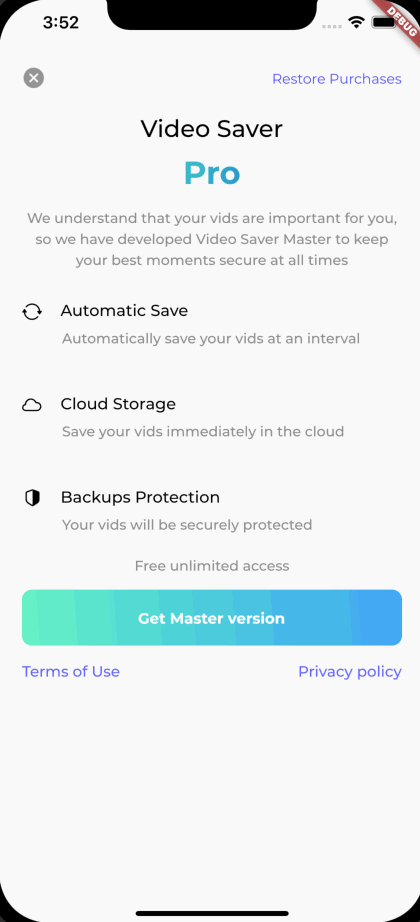 3:52
DEBUG
Restore Purchases
Video Saver
Pro
We understand that your vids are important for you,
so we have developed Video Saver Master to keep
your best moments secure at all times
Automatic Save
Automatically save your vids at an interval
Cloud Storage
Save your vids immediately in the cloud
Backups Protection
Your vids will be securely protected
Free unlimited access
Get Master version
Terms of Use
Privacy policy